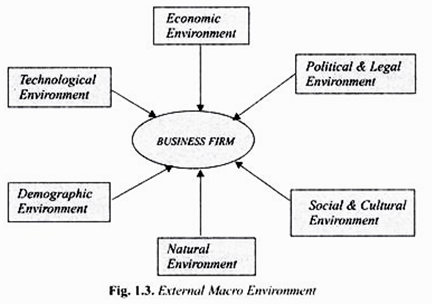 Economic
Environment
Technological
Environment
Political & Legal
Environment
BUSINESS FIRM
Demographic
Environment
Social & Cultural
Environment
Natural
Environment
Fig. 1.3. External Macro Environment